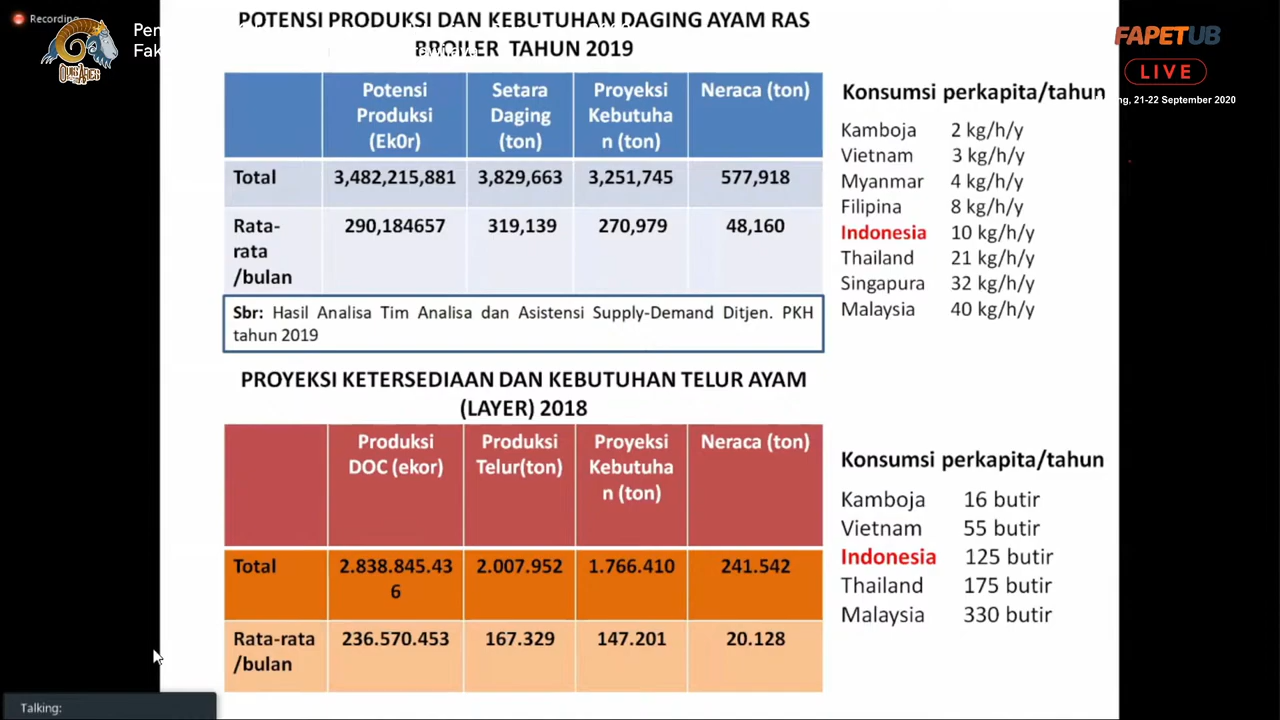 Recording
Pen
Fak
POTENSI PRODUKSI DAN KEBUTUHAN DAGING AYAM RAS
BROILER TAHUN 2019
FAPETUB
LIVE
ng, 21-22 September 2020
Potensi Produksi (Ek0r) Setara Daging (ton) Proyeksi Kebutuha n (ton) Neraca (ton)
Total 3,482,215,881 3,829,663 3,251,745 577,918
Rata-rata /bulan 290,184657 319,139 270,979 48,160
Sbr: Hasil Analisa Tim Analisa dan Asistensi Supply-Demand Ditjen. PKH
tahun 2019
Konsumsi perkapita/tahun
Kamboja 2 kg/h/y
Vietnam 3 kg/h/y
Myanmar 4 kg/h/y
Filipina 8 kg/h/y
Indonesia 10 kg/h/y
Thailand 21 kg/h/y
Singapura 32 kg/h/y
Malaysia 40 kg/h/y
PROYEKSI KETERSEDIAAN DAN KEBUTUHAN TELUR AYAM
(LAYER) 2018
Produksi DOC (ekor) Produksi Telur(ton) Proyeksi Kebutuha n (ton) Neraca (ton)
Total 2.838.845.43 6 2.007.952 1.766.410 241.542
Rata-rata /bulan 236.570.453 167.329 147.201 20.128
Konsumsi perkapita/tahun
Kamboja 16 butir
Vietnam 55 butir
Indonesia 125 butir
Thailand 175 butir
Malaysia 330 butir
Talking: